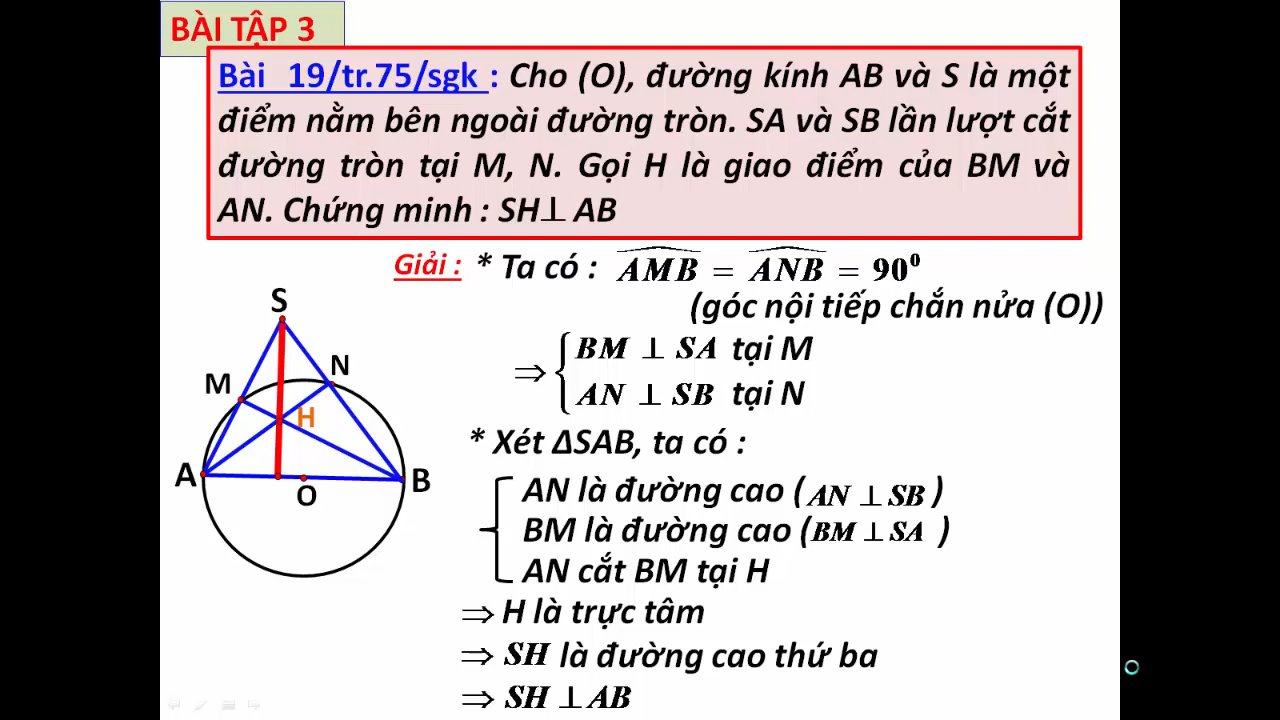 BÀI TẬP 3
Bài 19/tr.75/sgk : Cho (O), đường kính AB và S là một
điểm nằm bên ngoài đường tròn. SA và SB lần lượt cắt
đường tròn tại M, N. Gọi H là giao điểm của BM và
AN. Chứng minh : SH⊥ AB
Giải : * Ta có : \widehat{AMB} = \widehat{ANB} = 90⁰
(góc nội tiếp chắn nửa (O))
⇒ { BM ⊥ SA tại M
AN ⊥ SB tại N
* Xét ΔSAB, ta có :
AN là đường cao (AN ⊥ SB)
BM là đường cao (BM ⊥ SA )
AN cắt BM tại H
⇒ H là trực tâm
⇒ SH là đường cao thứ ba
⇒ SH ⊥ AB
S
N
M
H
A
B
O